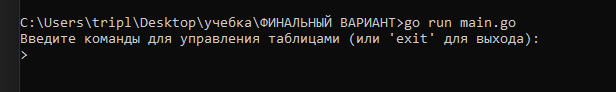 C:\Users\tripl\Desktop\учебка\ФИНАЛЬНЫЙ ВАРИАНТ>go run main.go
Введите команды для управления таблицами (или 'exit' для выхода):
>